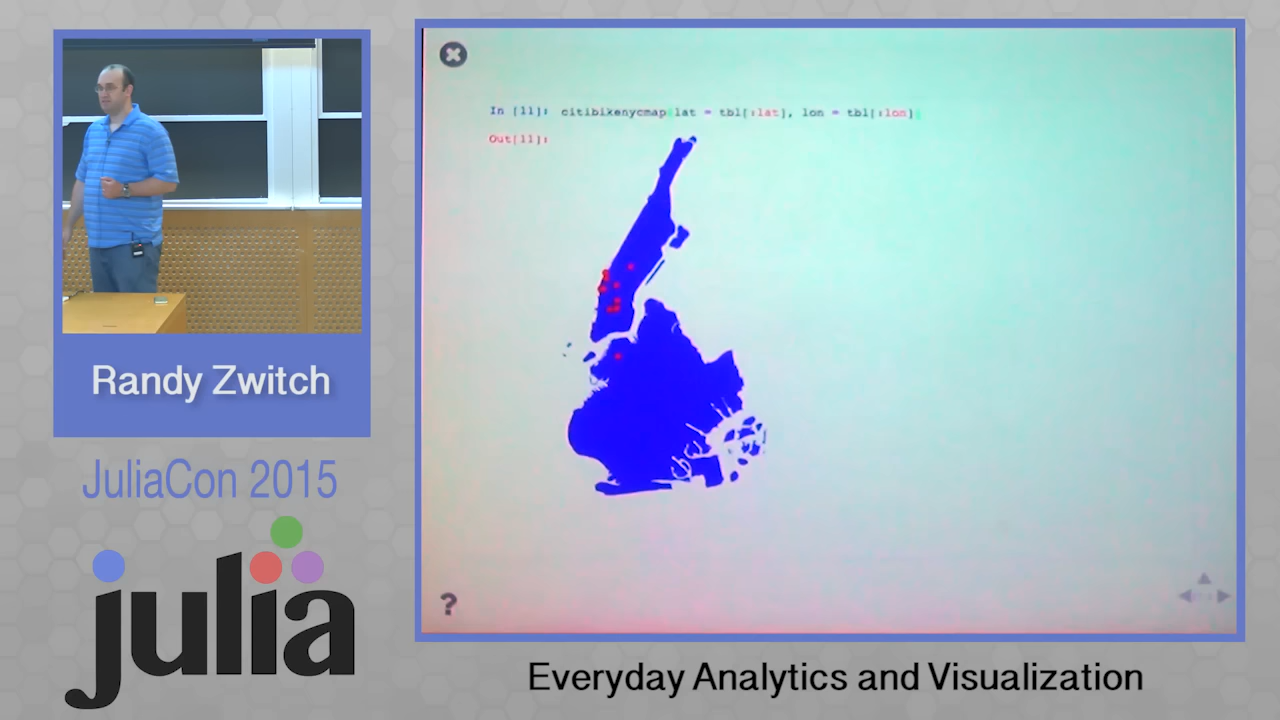 In [11]: citibikenycmap(lat = tbl[:lat], lon = tbl[:lon])
Out[11]:
?
Randy Zwitch
JuliaCon 2015
julia
Everyday Analytics and Visualization